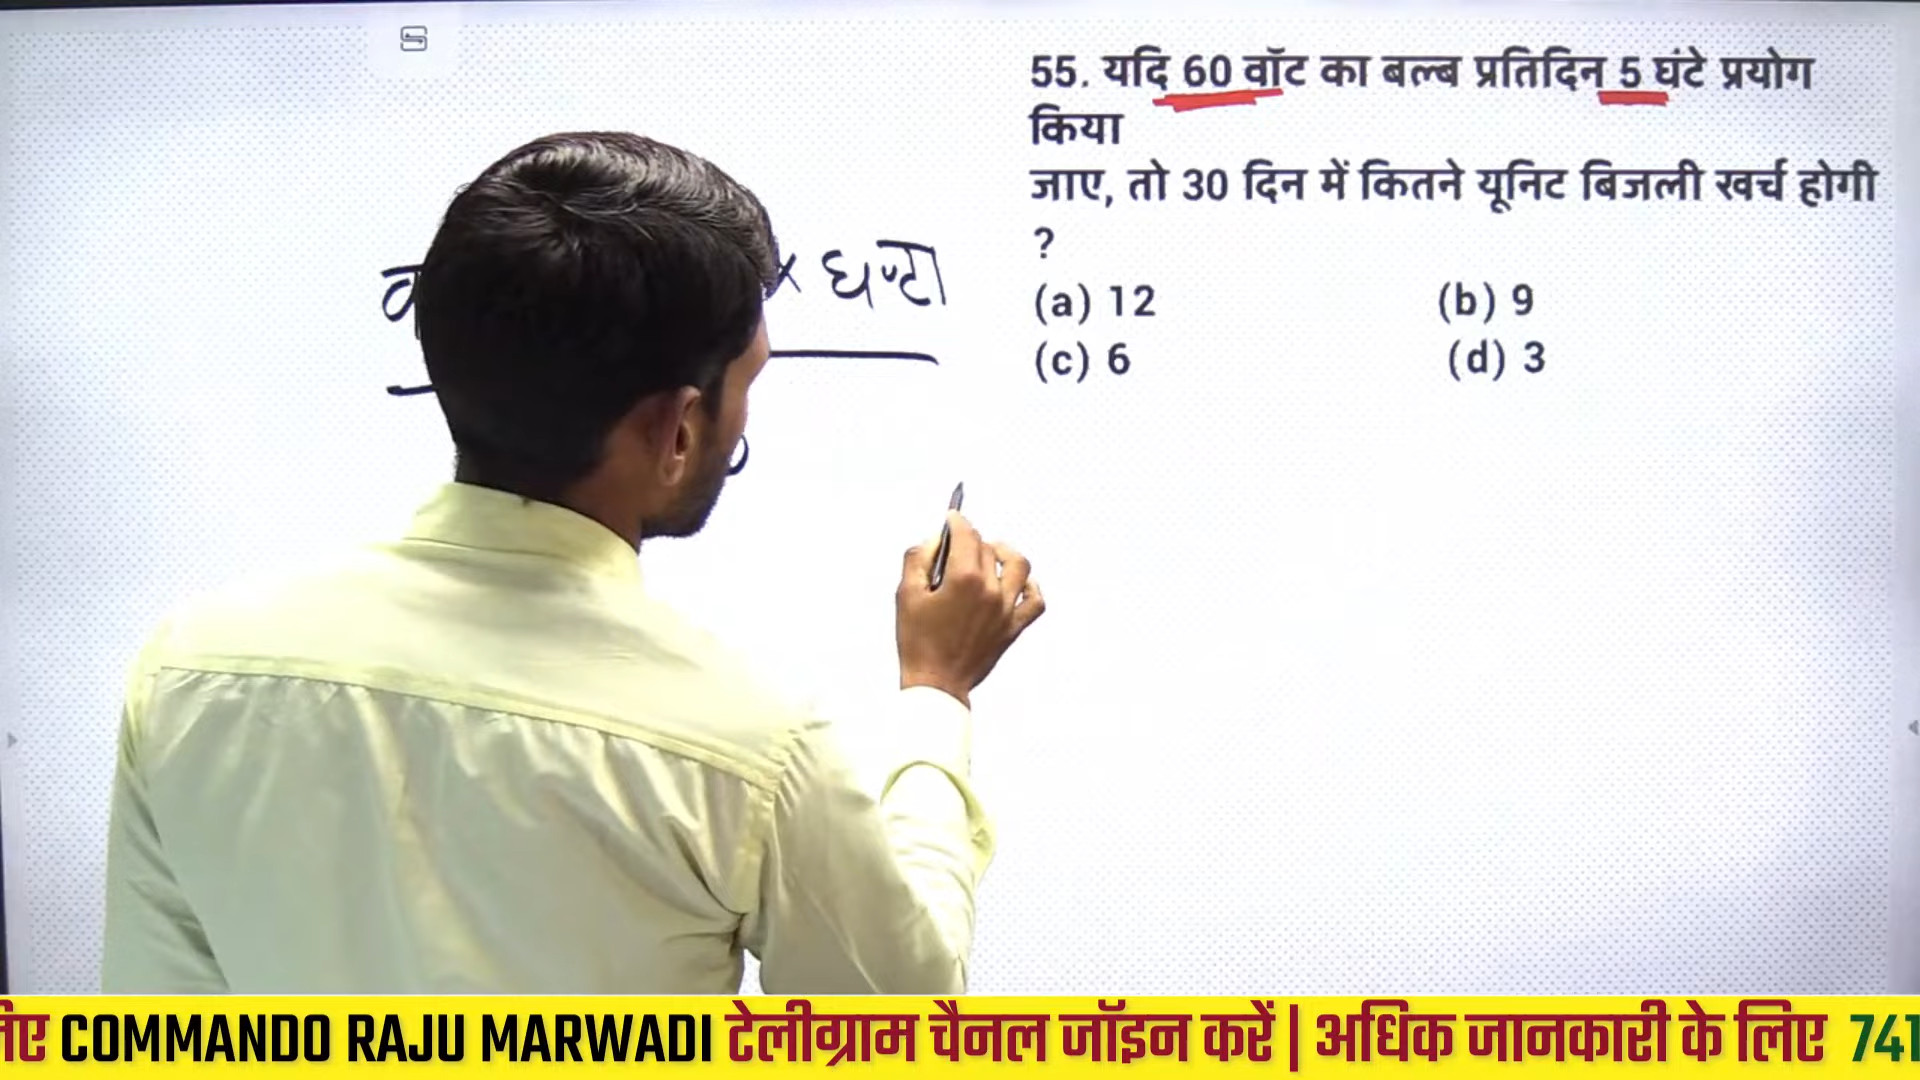 55. यदि 60 वॉट का बल्ब प्रतिदिन 5 घंटे प्रयोग
किया
जाए, तो 30 दिन में कितने यूनिट बिजली खर्च होगी
?
(a) 12 (b) 9
(c) 6 (d) 3
× घण्टा
COMMANDO RAJU MARWADI टेलीग्राम चैनल जॉइन करें | अधिक जानकारी के लिए 741